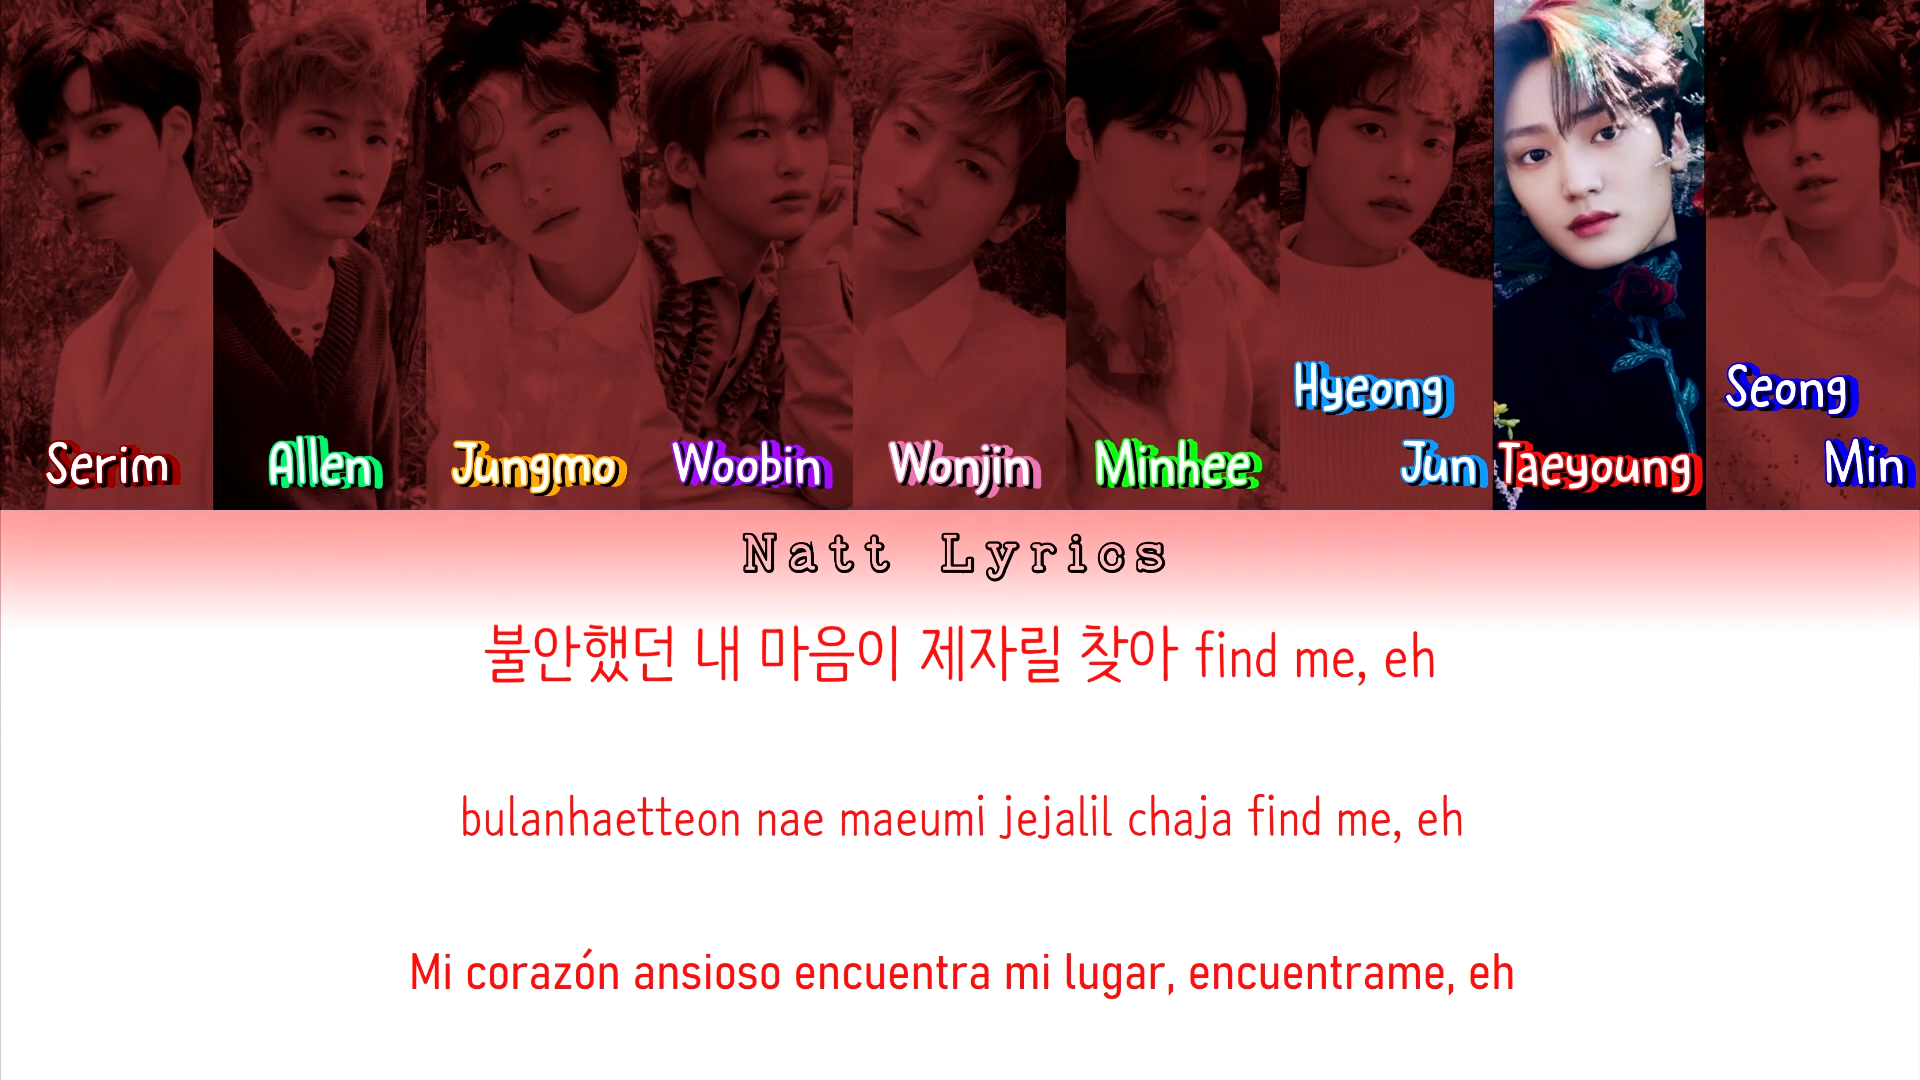 Serim
Allen
Jungmo
Woobin
Wonjin
Minhee
Hyeong
Jun
Taeyoung
Seong
Min
Natt Lyrics
불안했던 내 마음이 제자릴 찾아 find me, eh
bulanhaetteon nae maeumi jejalil chaja find me, eh
Mi corazón ansioso encuentra mi lugar, encuentrame, eh